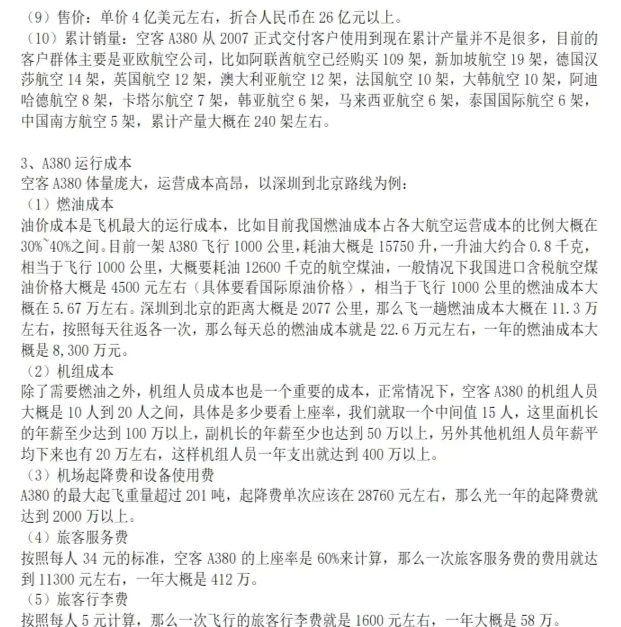 （9）售价：单价 4 亿美元左右，折合人民币在 26 亿元以上。
（10）累计销量：空客 A380 从 2007 正式交付客户使用到现在累计产量并不是很多，目前的
客户群体主要是亚欧航空公司，比如阿联酋航空已经购买 109 架，新加坡航空 19 架，德国汉
莎航空 14 架，英国航空 12 架，澳大利亚航空 12 架，法国航空 10 架，大韩航空 10 架，阿迪
哈德航空 8 架，卡塔尔航空 7 架，韩亚航空 6 架，马来西亚航空 6 架，泰国国际航空 6 架，
中国南方航空 5 架，累计产量大概在 240 架左右。
3、A380 运行成本
空客 A380 体量庞大，运营成本高昂，以深圳到北京路线为例：
（1）燃油成本
油价成本是飞机最大的运行成本，比如目前我国燃油成本占各大航空运营成本的比例大概在
30%~40%之间。目前一架 A380 飞行 1000 公里，耗油大概是 15750 升，一升油大约合 0.8 千克，
相当于飞行 1000 公里，大概要耗油 12600 千克的航空煤油，一般情况下我国进口含税航空煤
油价格大概是 4500 元左右（具体要看国际原油价格），相当于飞行 1000 公里的燃油成本大
概在 5.67 万左右。深圳到北京的距离大概是 2077 公里，那么飞一趟燃油成本大概在 11.3 万
左右，按照每天往返各一次，那么每天总的燃油成本就是 22.6 万元左右，一年的燃油成本大
概是 8,300 万元。
（2）机组成本
除了需要燃油之外，机组人员成本也是一个重要的成本，正常情况下，空客 A380 的机组人员
大概是 10 人到 20 人之间，具体是多少要看上座率，我们就取一个中间值 15 人，这里面机长
的年薪至少达到 100 万以上，副机长的年薪至少也达到 50 万以上，另外其他机组人员年薪平
均下来也有 20 万左右，这样机组人员一年支出就达到 400 万以上。
（3）机场起降费和设备使用费
A380 的最大起飞重量超过 201 吨，起降费单次应该在 28760 元左右，那么光一年的起降费就
达到 2000 万以上。
（4）旅客服务费
按照每人 34 元的标准，空客 A380 的上座率是 60%来计算，那么一次旅客服务费的费用就达
到 11300 元左右，一年大概是 412 万。
（5）旅客行李费
按照每人 5 元计算，那么一次飞行的旅客行李费就是 1600 元左右，一年大概是 58 万。